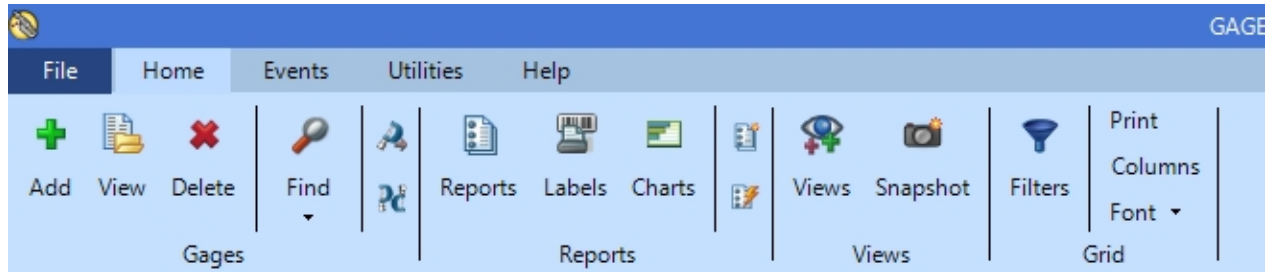 GAGE
File Home Events Utilities Help
Print
Columns
Add View Delete Find Reports Labels Charts Views Snapshot Filters
Font
Gages Reports Views Grid